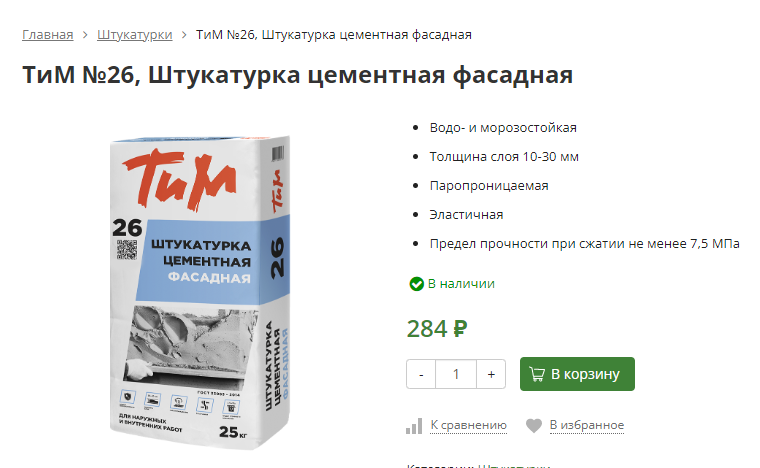 Главная > Штукатурки > ТиМ №26, Штукатурка цементная фасадная
ТиМ №26, Штукатурка цементная фасадная
ТиМ
26
ШТУКАТУРКА
ЦЕМЕНТНАЯ
ФАСАДНАЯ
ДЛЯ НАРУЖНЫХ
И ВНУТРЕННИХ РАБОТ
25кг
ТиМ
26
ШТУКАТУРКА
ЦЕМЕНТНАЯ
ФАСАДНАЯ
• Водо- и морозостойкая
• Толщина слоя 10-30 мм
• Паропроницаемая
• Эластичная
• Предел прочности при сжатии не менее 7,5 МПа
В наличии
284 ₽
- 1 +
В корзину
К сравнению
В избранное
Категории: Штукатурки